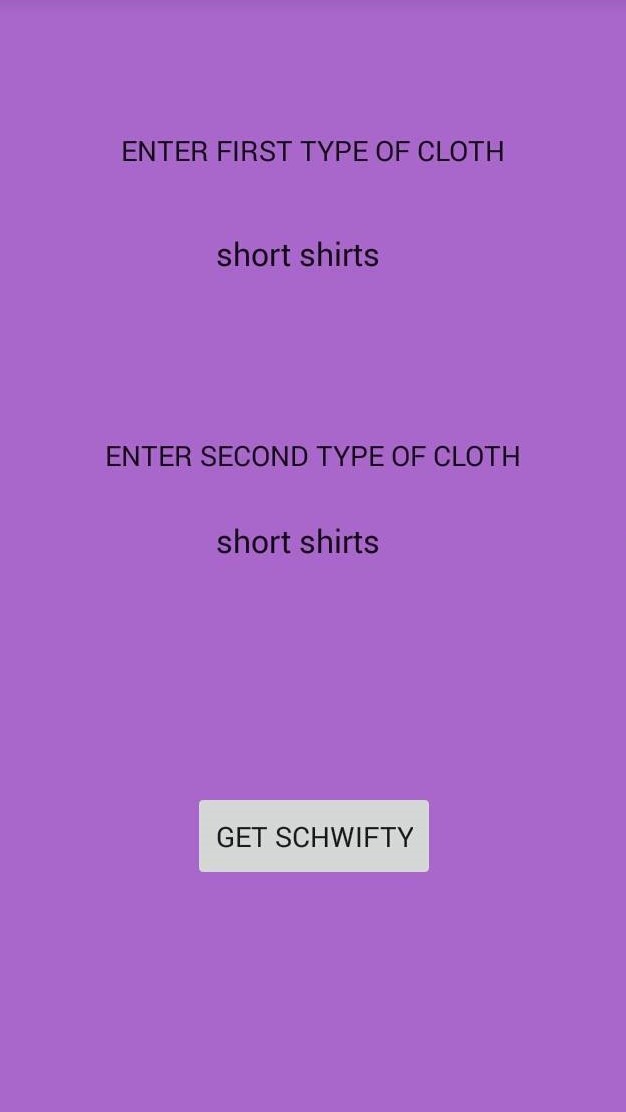 ENTER FIRST TYPE OF CLOTH
short shirts
ENTER SECOND TYPE OF CLOTH
short shirts
GET SCHWIFTY